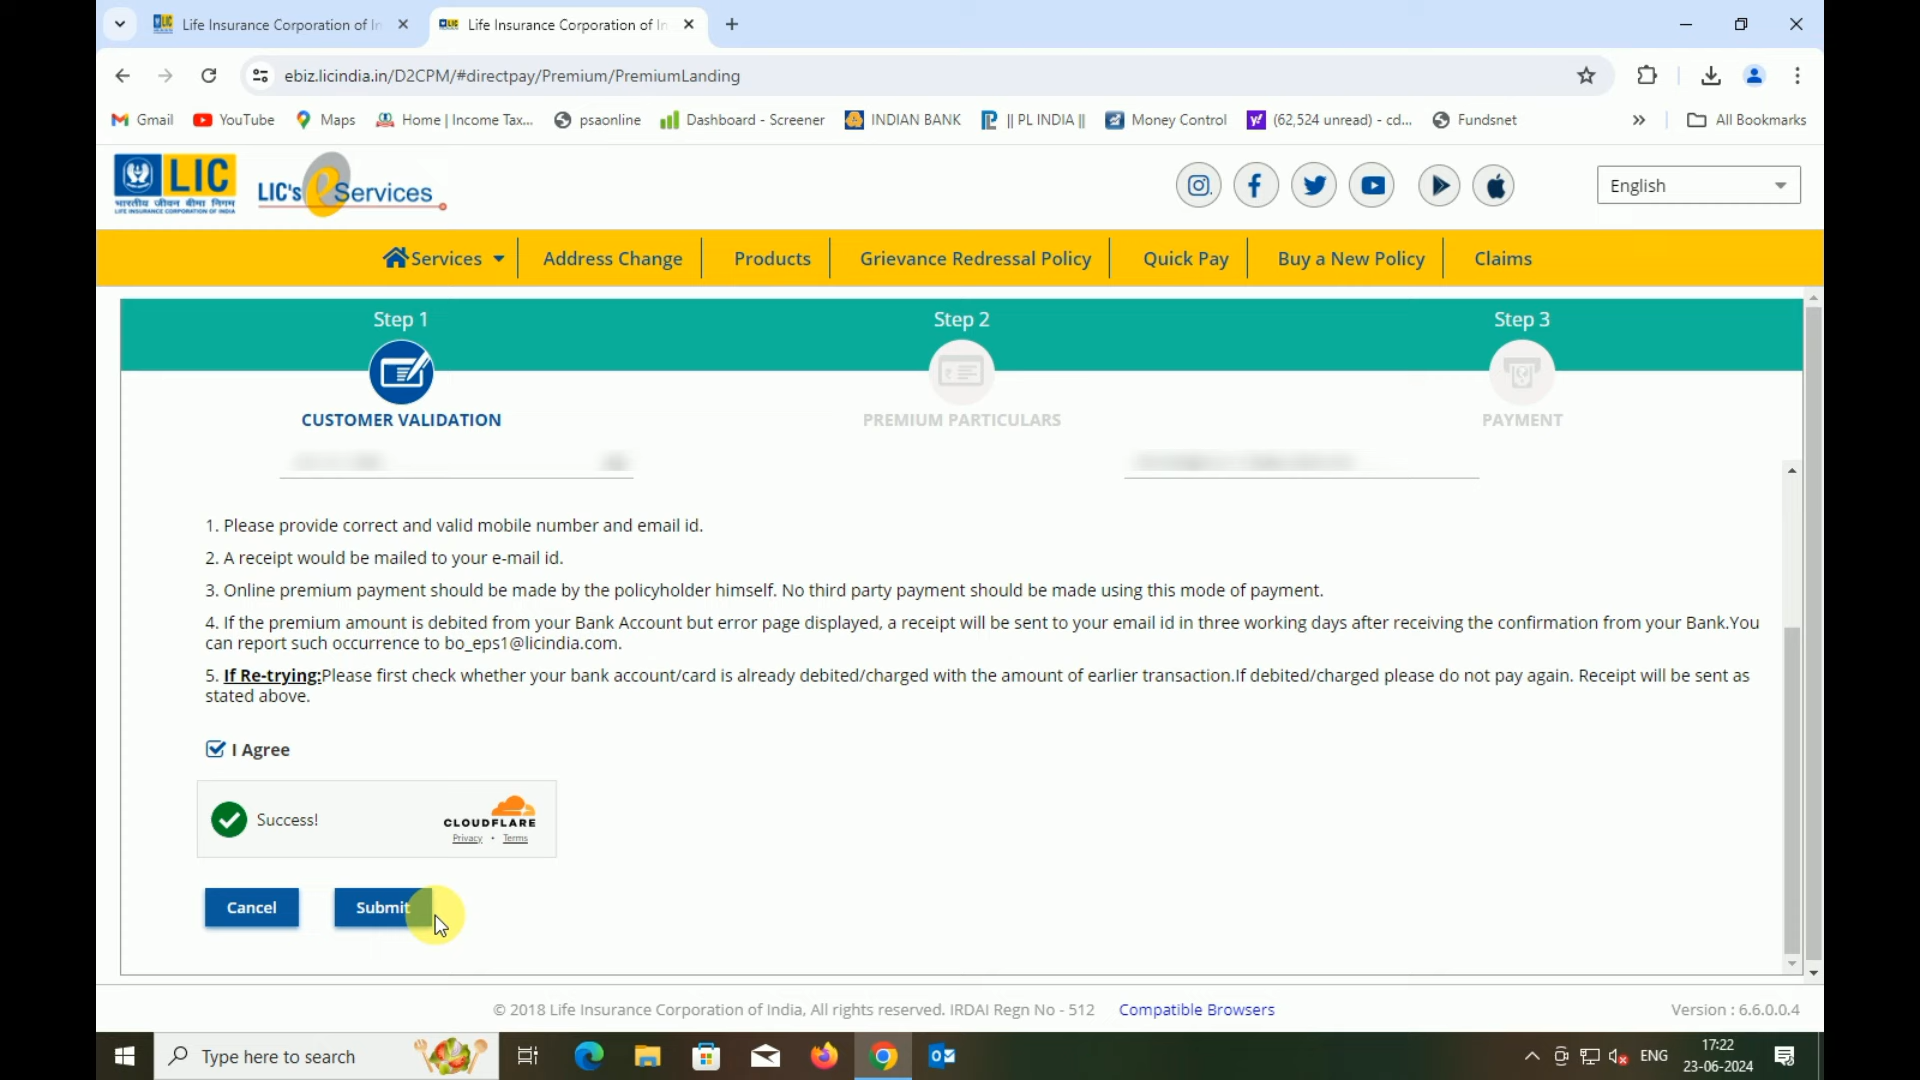 Life Insurance Corporation of In
Life Insurance Corporation of In
ebiz.licindia.in/D2CPM/#directpay/Premium/PremiumLanding
Gmail YouTube Maps Home | Income Tax... psaonline Dashboard - Screener INDIAN BANK || PL INDIA || Money Control (62,524 unread) - cd... Fundsnet » All Bookmarks
LIC
भारतीय जीवन बीमा निगम
LIFE INSURANCE CORPORATION OF INDIA
LIC's eServices
English
Services Address Change Products Grievance Redressal Policy Quick Pay Buy a New Policy Claims
Step 1 Step 2 Step 3
CUSTOMER VALIDATION PREMIUM PARTICULARS PAYMENT
1. Please provide correct and valid mobile number and email id.
2. A receipt would be mailed to your e-mail id.
3. Online premium payment should be made by the policyholder himself. No third party payment should be made using this mode of payment.
4. If the premium amount is debited from your Bank Account but error page displayed, a receipt will be sent to your email id in three working days after receiving the confirmation from your Bank.You
can report such occurrence to bo_eps1@licindia.com.
5. If Re-trying:Please first check whether your bank account/card is already debited/charged with the amount of earlier transaction.If debited/charged please do not pay again. Receipt will be sent as
stated above.
I Agree
Success!
CLOUDFLARE
Privacy • Terms
Cancel Submit
© 2018 Life Insurance Corporation of India, All rights reserved. IRDAI Regn No - 512 Compatible Browsers Version : 6.6.0.0.4
Type here to search
ENG
17:22
23-06-2024